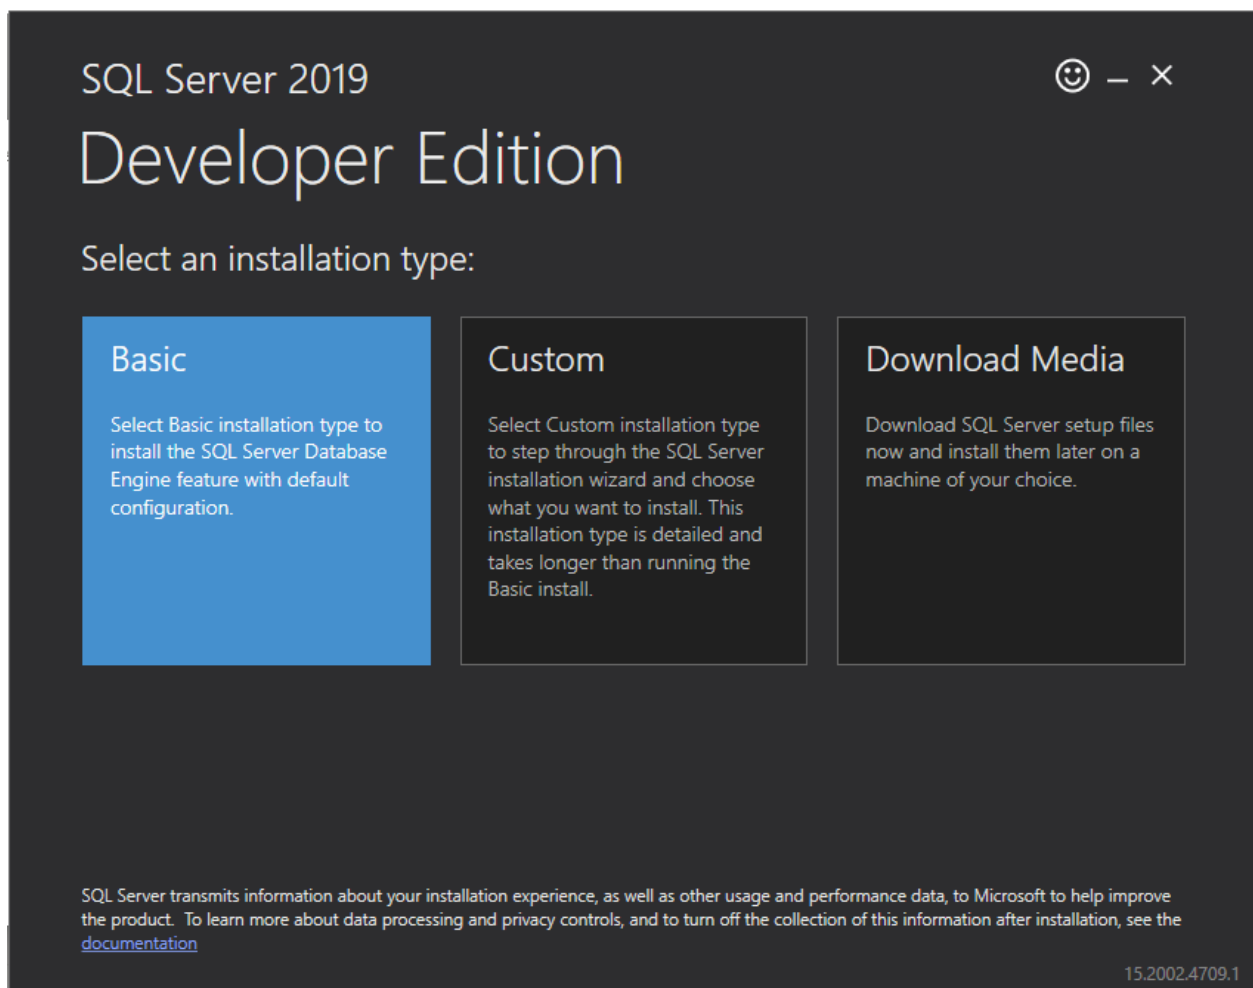 SQL Server 2019
Developer Edition
Select an installation type:
Basic
Select Basic installation type to
install the SQL Server Database
Engine feature with default
configuration.
Custom
Select Custom installation type
to step through the SQL Server
installation wizard and choose
what you want to install. This
installation type is detailed and
takes longer than running the
Basic install.
Download Media
Download SQL Server setup files
now and install them later on a
machine of your choice.
SQL Server transmits information about your installation experience, as well as other usage and performance data, to Microsoft to help improve
the product.  To learn more about data processing and privacy controls, and to turn off the collection of this information after installation, see the
documentation
15.2002.4709.1